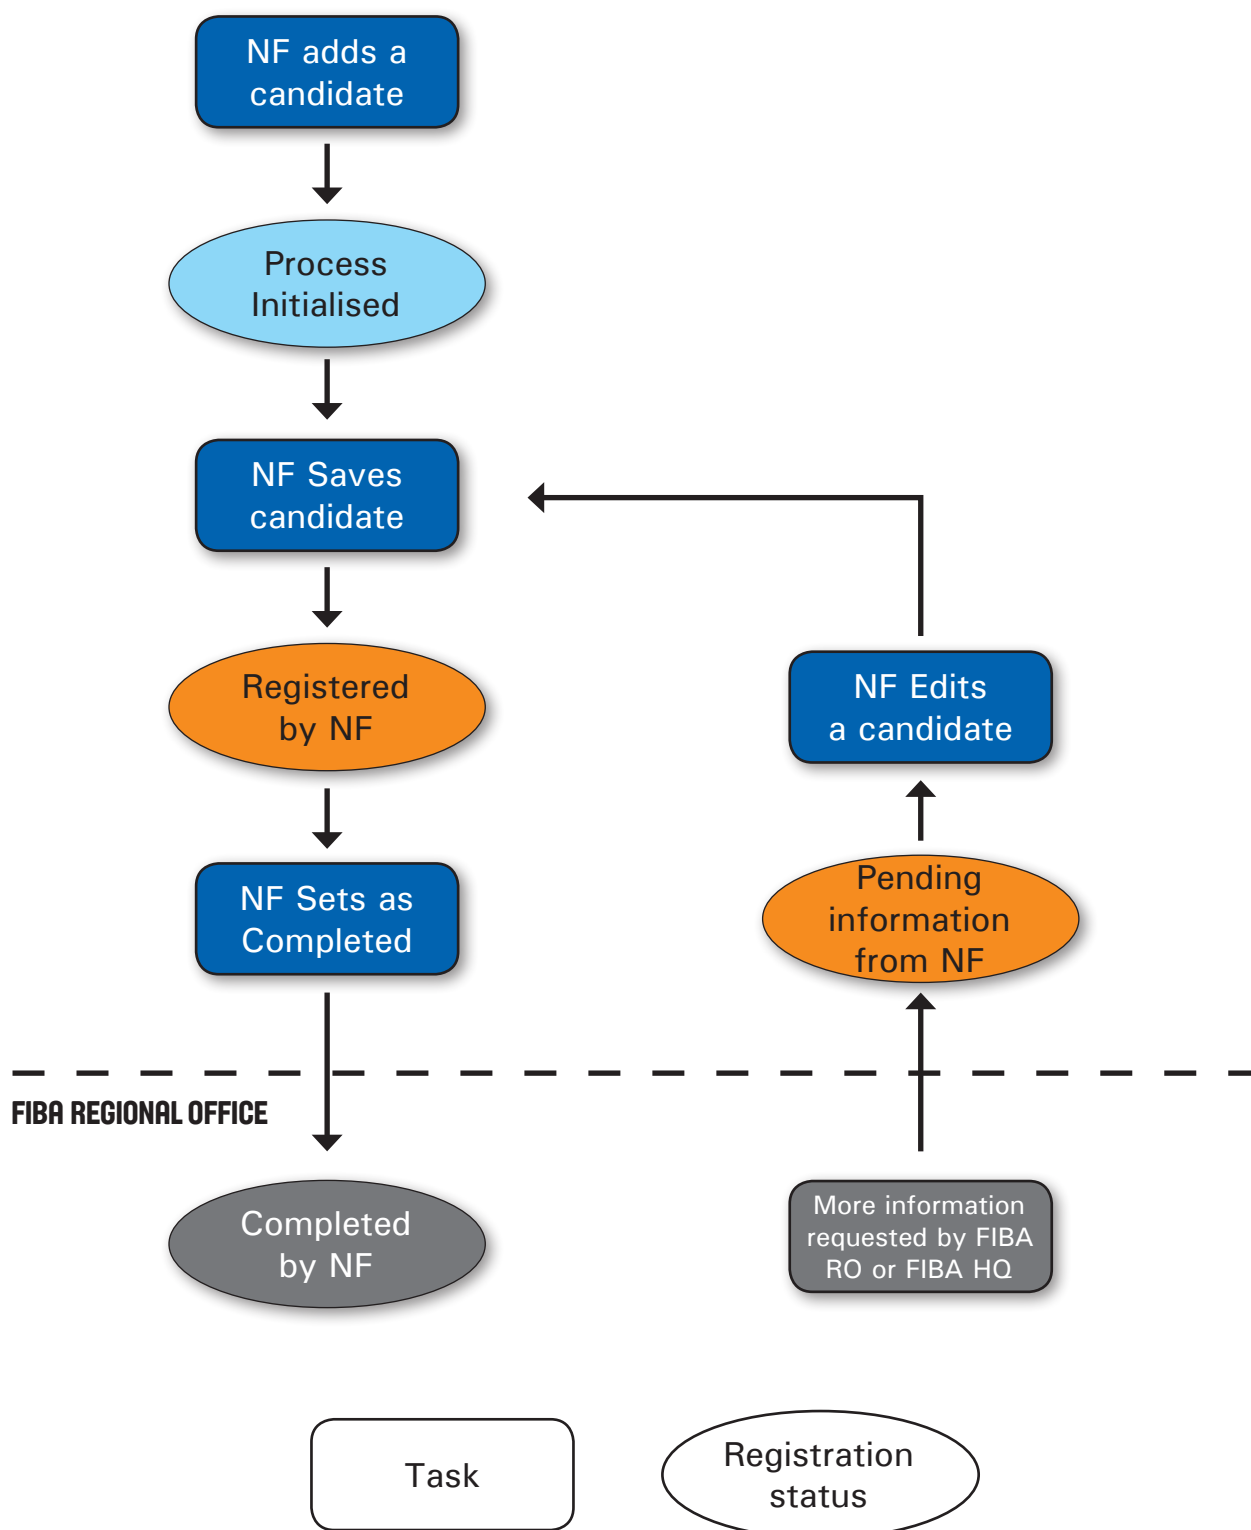 NF adds a
candidate
Process
Initialised
NF Saves
candidate
Registered
by NF
NF Edits
a candidate
NF Sets as
Completed
Pending
information
from NF
FIBA REGIONAL OFFICE
Completed
by NF
More information
requested by FIBA
RO or FIBA HQ
Task
Registration
status